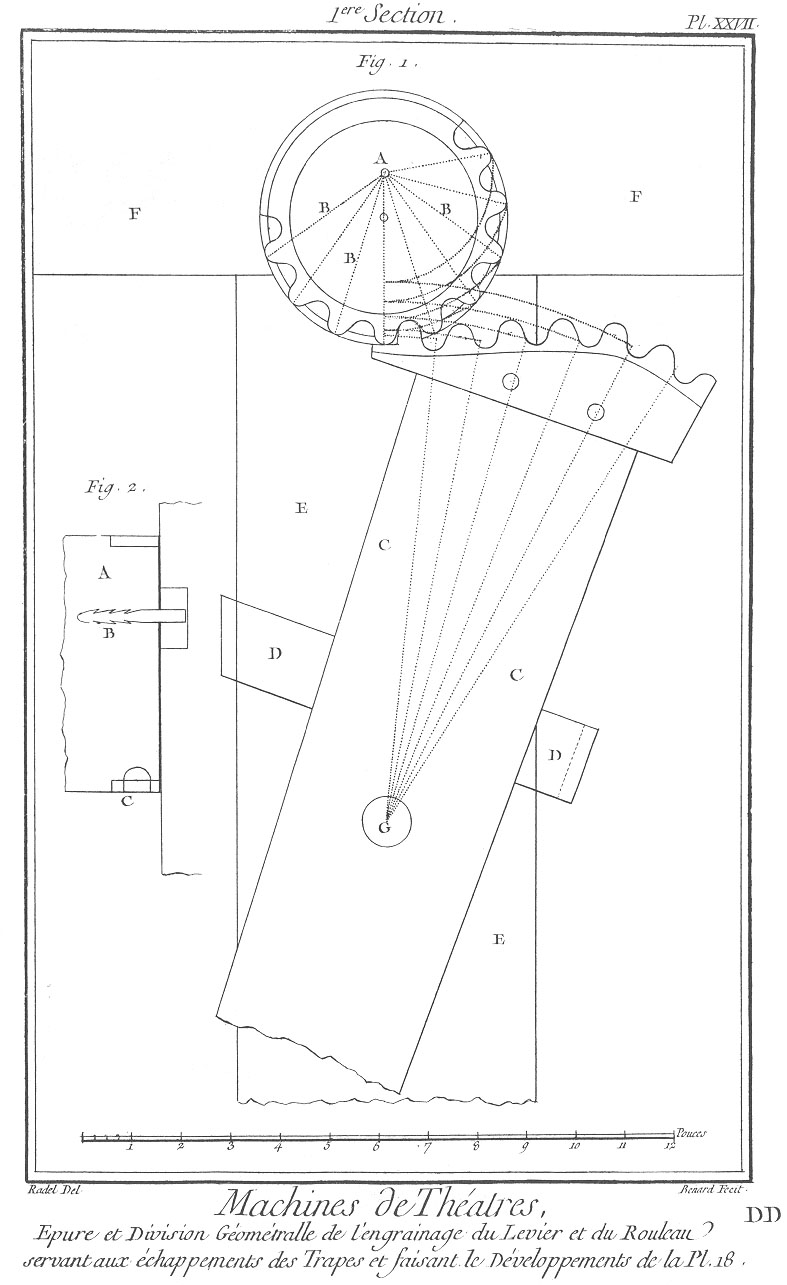 1ere Section.
Pl. XXVII.
Fig. 1.
A
F
B
B
F
B
E
C
Fig. 2.
A
B
D
C
D
C
G
E
1 2 3 4 5 6 7 8 9 10 11 12 Pouces
Radel Del.
Benard Fecit.
Machines de Théatres,
DD
Epure et Division Géométralle de l'engrainage du Levier et du Rouleau
servant aux échappements des Trapes et faisant le Développements de la Pl. 18.